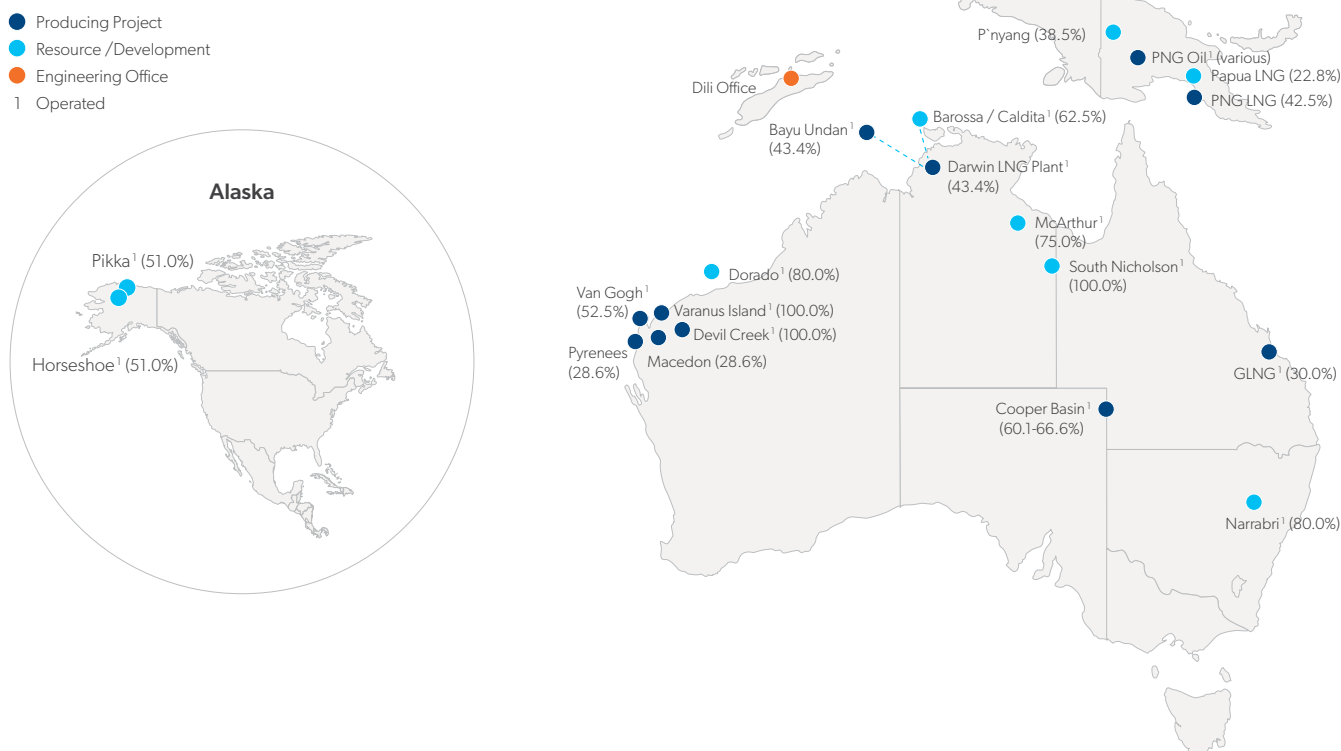 Producing Project
Resource /Development
Engineering Office
1 Operated
Alaska
Pikka¹ (51.0%)
Horseshoe¹ (51.0%)
P`nyang (38.5%)
PNG Oil¹ (various)
Papua LNG (22.8%)
PNG LNG (42.5%)
Dili Office
Bayu Undan¹
(43.4%)
Barossa / Caldita¹ (62.5%)
Darwin LNG Plant¹
(43.4%)
McArthur¹
(75.0%)
South Nicholson¹
(100.0%)
Dorado¹ (80.0%)
Van Gogh¹
(52.5%)
Varanus Island¹ (100.0%)
Devil Creek¹ (100.0%)
Pyrenees
(28.6%)
Macedon (28.6%)
GLNG¹ (30.0%)
Cooper Basin¹
(60.1-66.6%)
Narrabri¹ (80.0%)